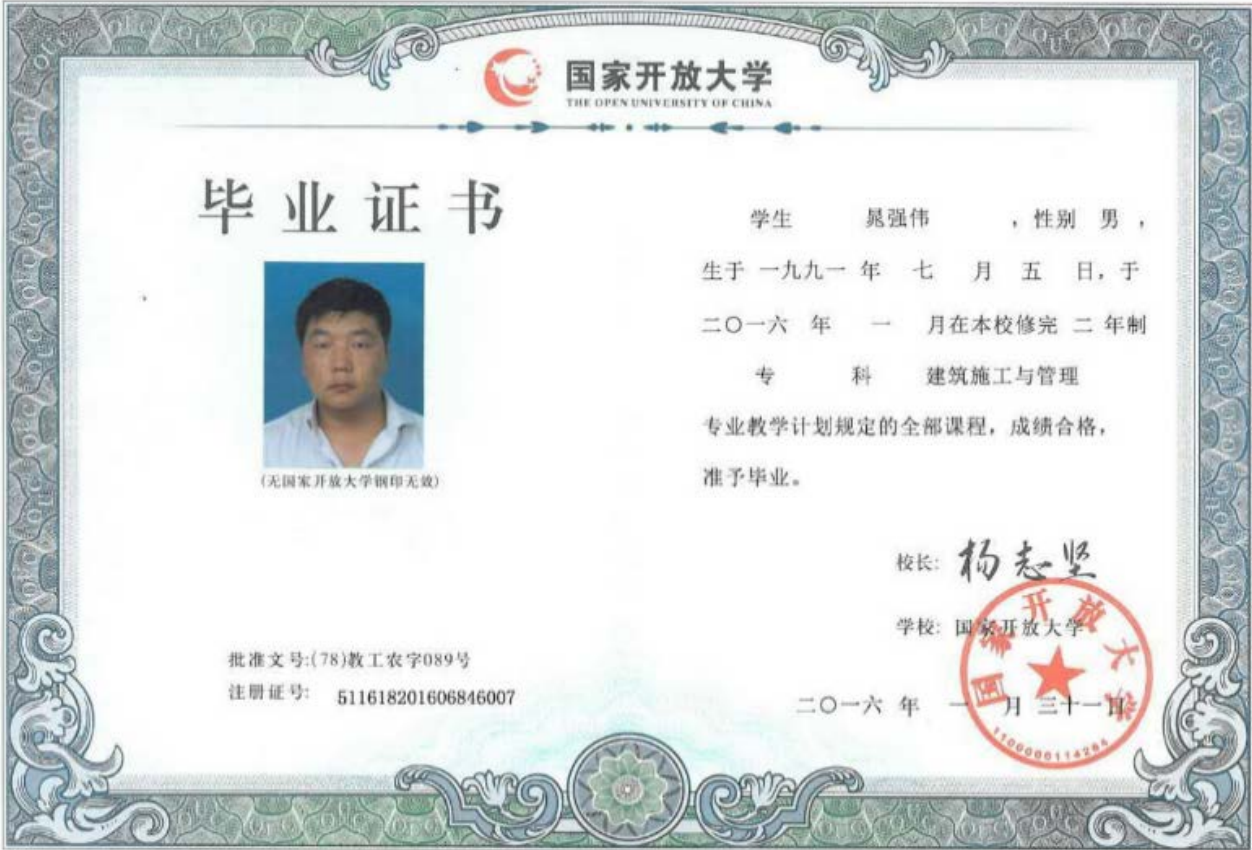 国家开放大学
THE OPEN UNIVERSITY OF CHINA
毕业证书
(无国家开放大学钢印无效)
批准文号:(78)教工农字089号
注册证号: 511618201606846007
学生 晁强伟 ,性别 男 ,
生于 一九九一 年 七 月 五 日,于
二〇一六 年 一 月在本校修完 二 年制
专 科 建筑施工与管理
专业教学计划规定的全部课程,成绩合格,
准予毕业。
校长: 杨志坚
学校: 国家开放大学
二〇一六 年 一 月 三十一日
国家开放大学
1100000114284